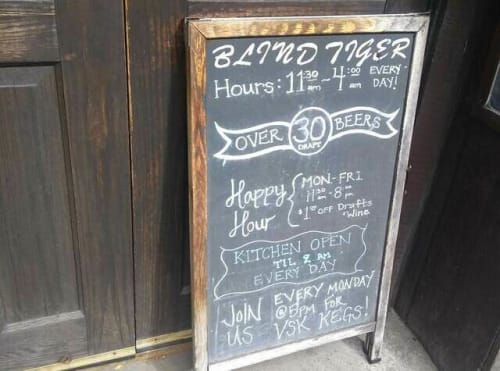 BLIND TIGER
Hours: 11:30 am - 4:00 am EVERY DAY!
OVER 30 DRAFT BEERS
Happy Hour
MON-FRI
11:30 am - 8 pm
$1.00 OFF Drafts
Wine
KITCHEN OPEN
TIL 2 AM
EVERY DAY
JOIN US
EVERY MONDAY
@ 5PM FOR
VSK KEGS!